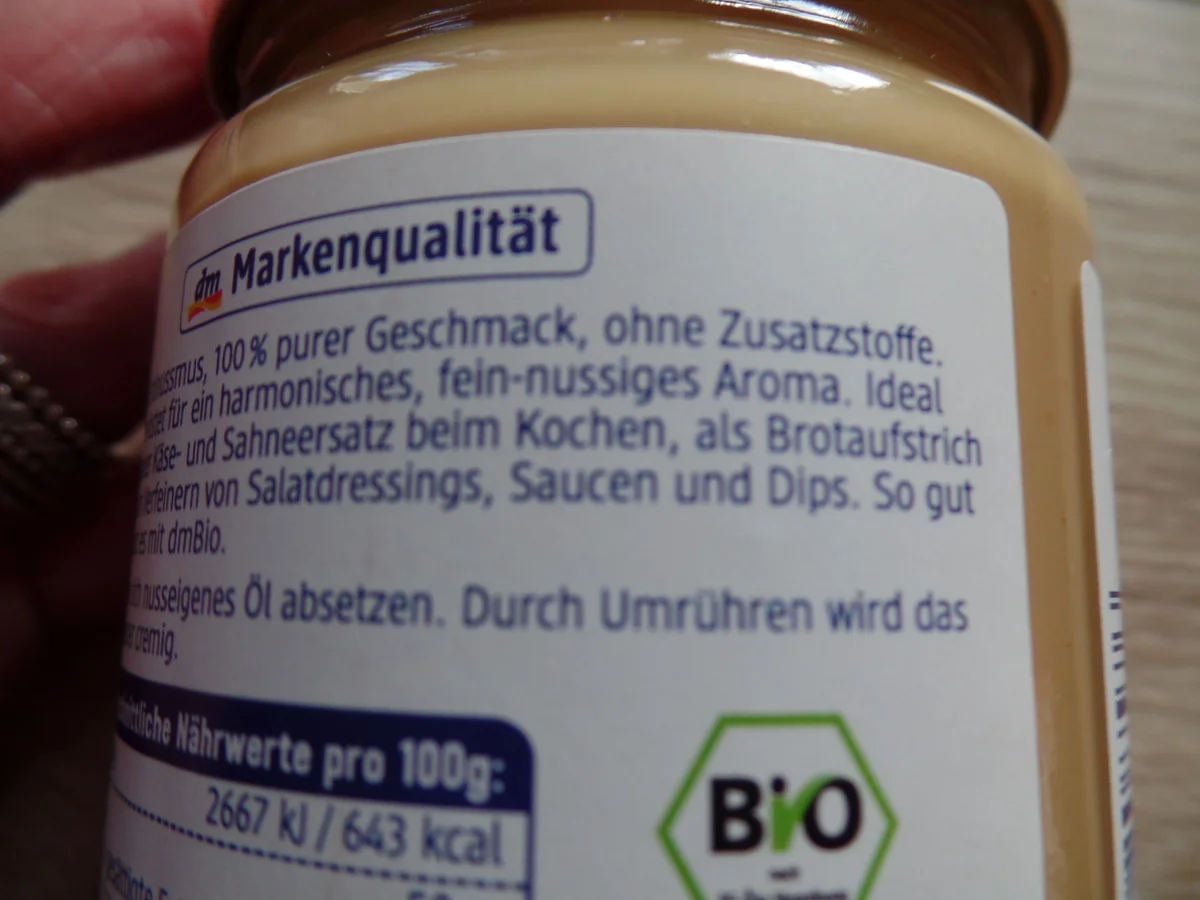 dm Markenqualität
100% purer Geschmack, ohne Zusatzstoffe.
für ein harmonisches, fein-nussiges Aroma. Ideal
Käse- und Sahneersatz beim Kochen, als Brotaufstrich
Verfeinern von Salatdressings, Saucen und Dips. So gut
es mit dmBio.
nusseigenes Öl absetzen. Durch Umrühren wird das
cremig.
Nährwerte pro 100g:
2667 kJ / 643 kcal
Bio
nach